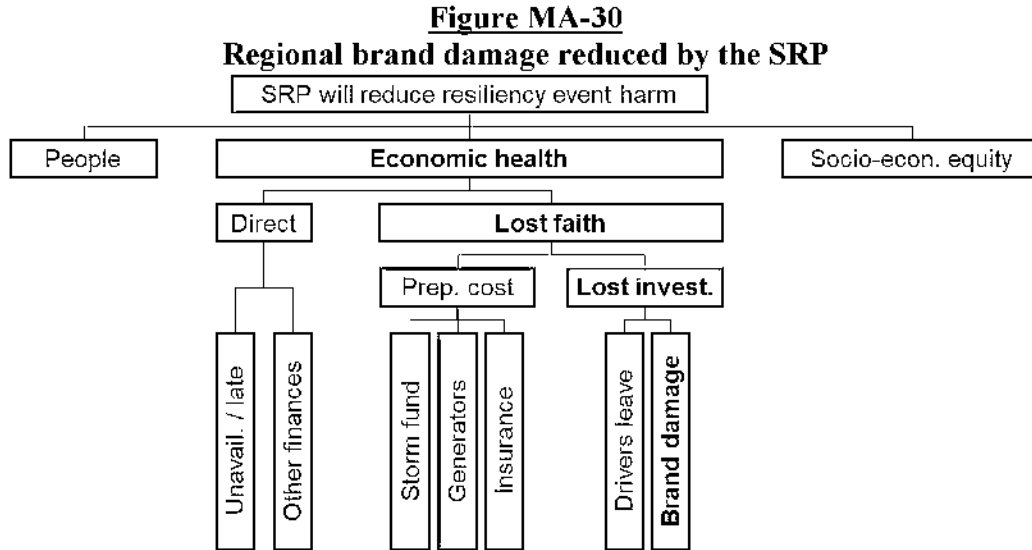 Figure MA-30
Regional brand damage reduced by the SRP
SRP will reduce resiliency event harm
People
Economic health
Socio-econ. equity
Direct
Lost faith
Prep. cost
Lost invest.
Unavail. / late
Other finances
Storm fund
Generators
Insurance
Drivers leave
Brand damage